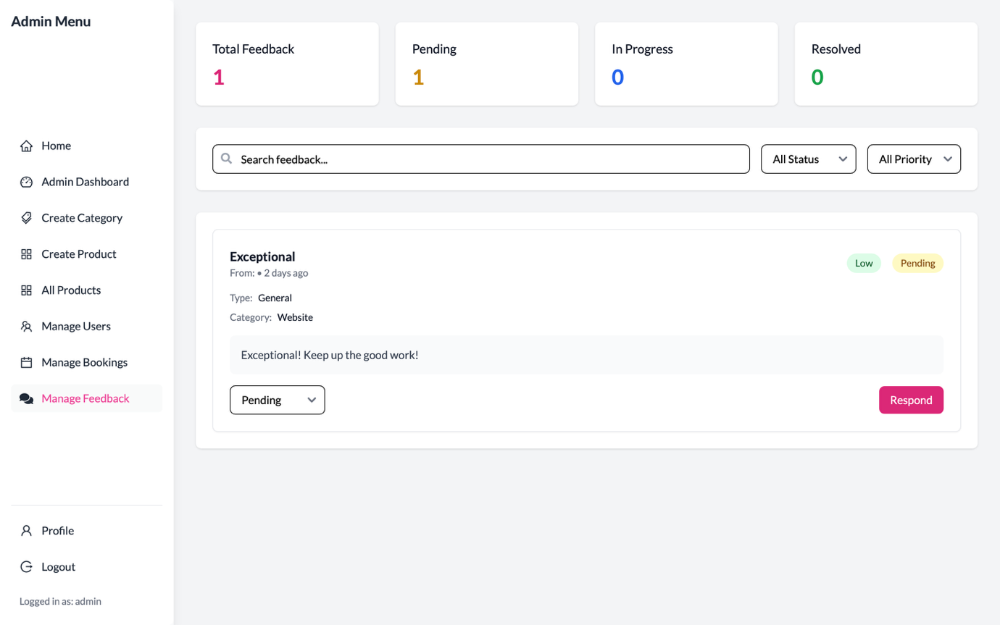 Admin Menu
Home
Admin Dashboard
Create Category
Create Product
All Products
Manage Users
Manage Bookings
Manage Feedback
Profile
Logout
Logged in as: admin
Total Feedback
1
Pending
1
In Progress
0
Resolved
0
Search feedback...
All Status
All Priority
Exceptional
Low
Pending
From: • 2 days ago
Type: General
Category: Website
Exceptional! Keep up the good work!
Pending
Respond